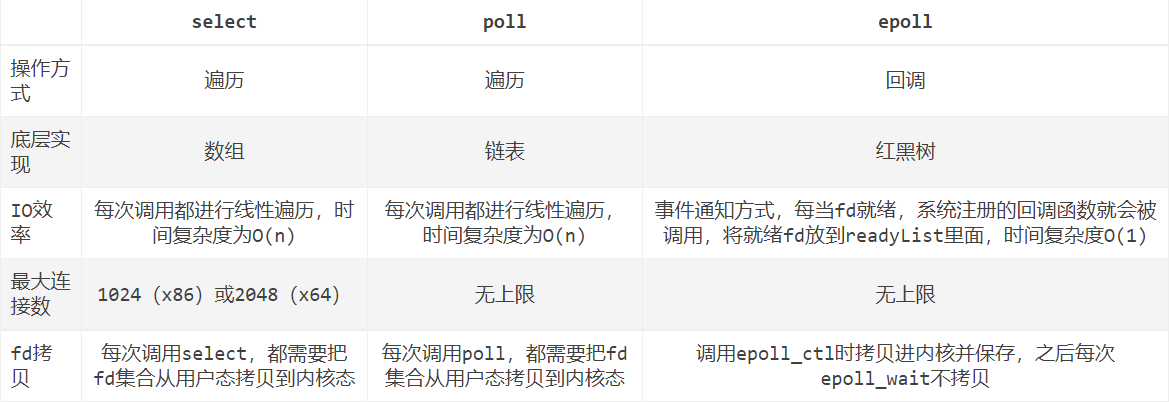 select poll epoll
操作方
式
遍历 遍历 回调
底层实
现
数组 链表 红黑树
IO效
率
每次调用都进行线性遍历，时
间复杂度为O(n)
每次调用都进行线性遍历，
时间复杂度为O(n)
事件通知方式，每当fd就绪，系统注册的回调函数就会被
调用，将就绪fd放到readyList里面，时间复杂度O(1)
最大连
接数
1024（x86）或2048（x64）
无上限 无上限
fd拷
贝
每次调用select，都需要把
fd集合从用户态拷贝到内核态
每次调用poll，都需要把fd
集合从用户态拷贝到内核态
调用epoll_ctl时拷贝进内核并保存，之后每次
epoll_wait不拷贝